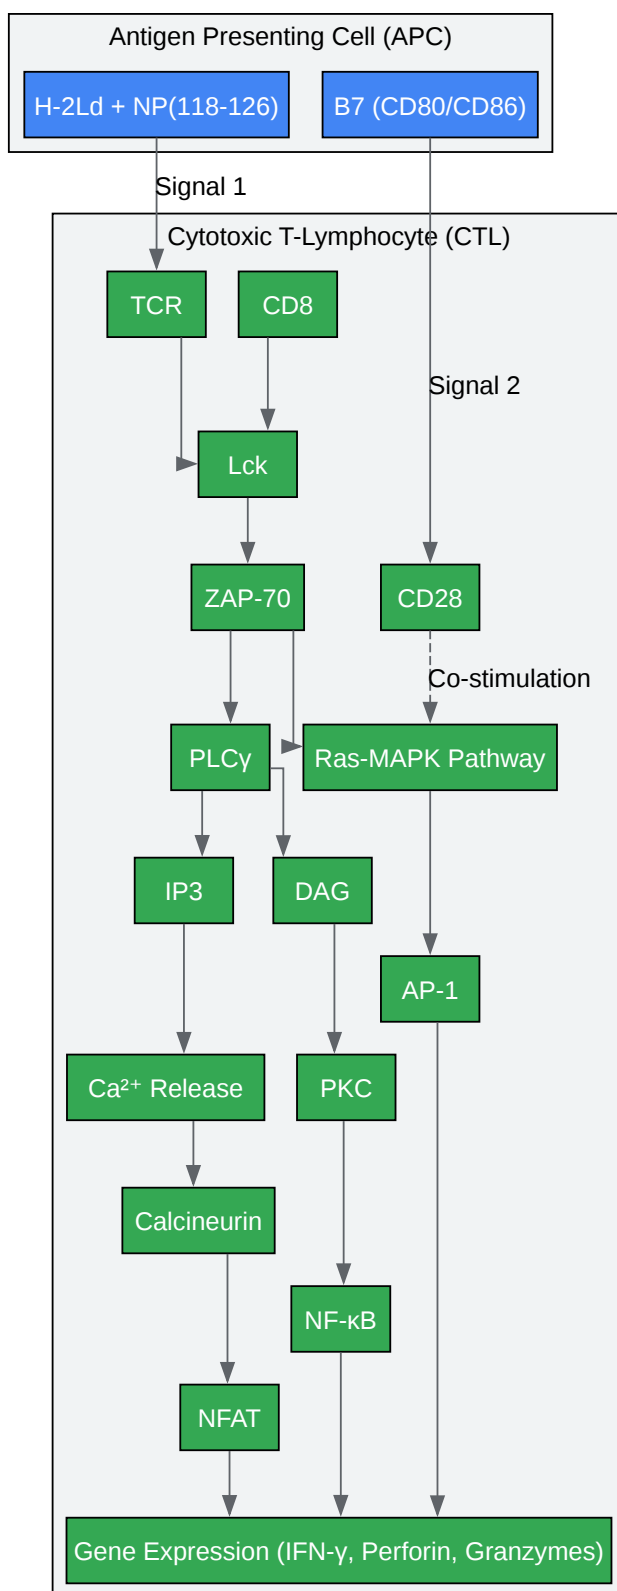 Antigen Presenting Cell (APC)
H-2Ld + NP(118-126)
B7 (CD80/CD86)
Signal 1
Cytotoxic T-Lymphocyte (CTL)
TCR
CD8
Signal 2
Lck
ZAP-70
CD28
Co-stimulation
PLCγ
Ras-MAPK Pathway
IP3
DAG
AP-1
Ca²⁺ Release
PKC
Calcineurin
NF-κB
NFAT
Gene Expression (IFN-γ, Perforin, Granzymes)